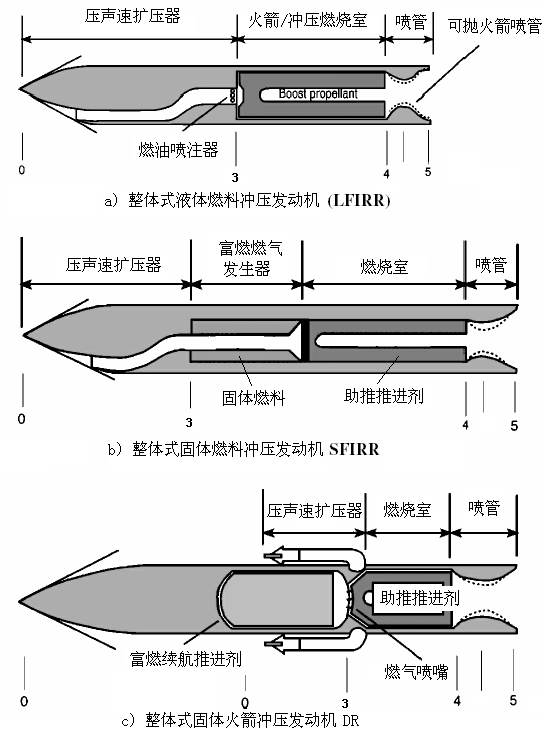 压声速扩压器
火箭/冲压燃烧室
喷管
可抛火箭喷管
Boost propellant
燃油喷注器
0
3
4
5
a) 整体式液体燃料冲压发动机 (LFIRR)
压声速扩压器
富燃燃气
发生器
燃烧室
喷管
固体燃料
助推推进剂
0
3
4
5
b) 整体式固体燃料冲压发动机 SFIRR
压声速扩压器
燃烧室
喷管
助推推进剂
富燃续航推进剂
燃气喷嘴
0
0
3
4
5
c) 整体式固体火箭冲压发动机 DR